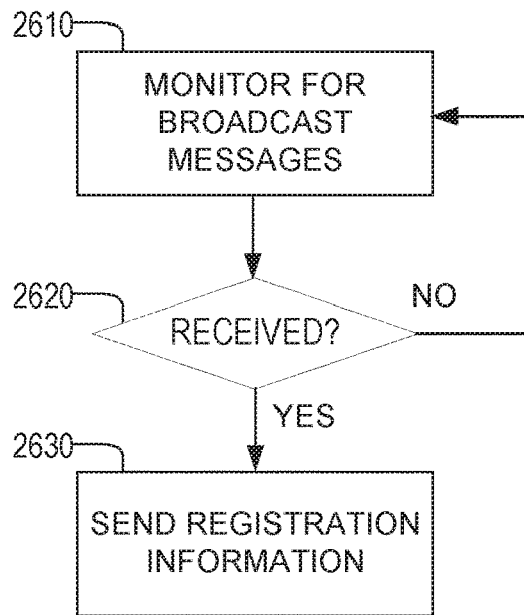 2610
MONITOR FOR
BROADCAST
MESSAGES
2620
RECEIVED?
NO
YES
2630
SEND REGISTRATION
INFORMATION